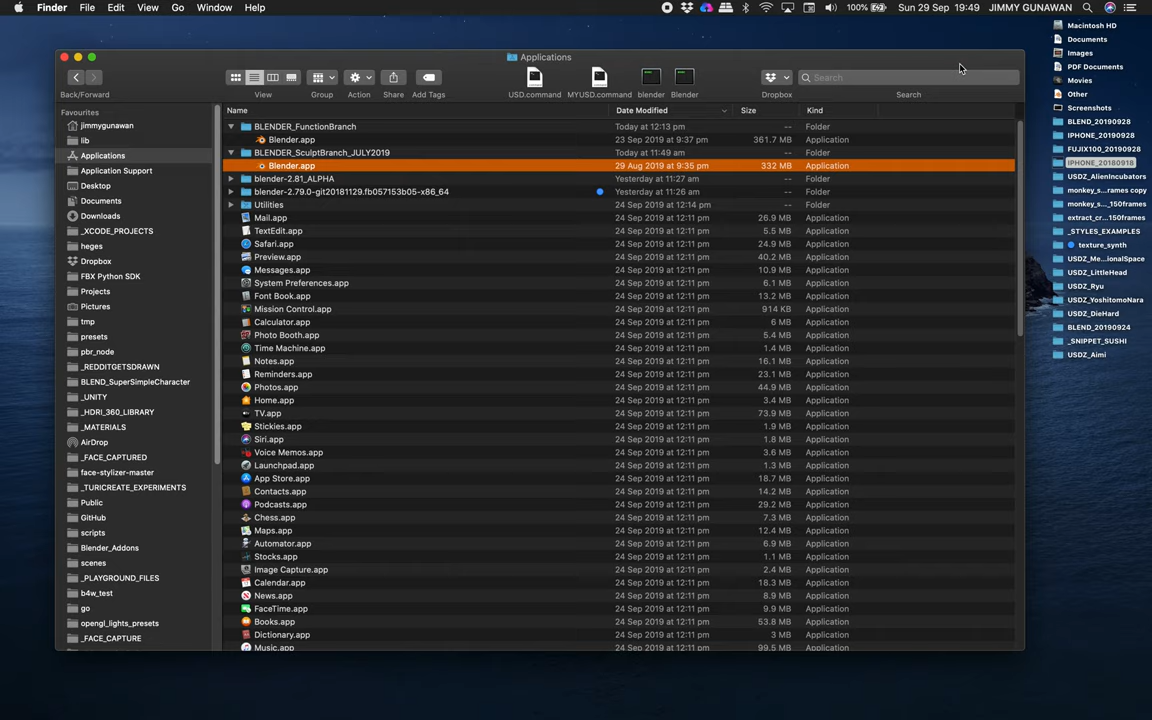 Finder File Edit View Go Window Help 100% Sun 29 Sep 19:49 JIMMY GUNAWAN
Applications
Back/Forward View Group Action Share Add Tags USD.command MYUSD.command blender Blender Dropbox Search
Search
Favourites
jimmygunawan
lib
Applications
Application Support
Desktop
Documents
Downloads
_XCODE_PROJECTS
heges
Dropbox
FBX Python SDK
Projects
Pictures
tmp
presets
pbr_node
_REDDITGETSDRAWN
BLEND_SuperSimpleCharacter
_UNITY
_HDRI_360_LIBRARY
_MATERIALS
AirDrop
_FACE_CAPTURED
face-stylizer-master
_TURICREATE_EXPERIMENTS
Public
GitHub
scripts
Blender_Addons
scenes
_PLAYGROUND_FILES
b4w_test
go
opengl_lights_presets
_FACE_CAPTURE
Name Date Modified Size Kind
BLENDER_FunctionBranch Today at 12:13 pm -- Folder
Blender.app 23 Sep 2019 at 9:37 pm 361.7 MB Application
BLENDER_SculptBranch_JULY2019 Today at 11:49 am -- Folder
Blender.app 29 Aug 2019 at 9:35 pm 332 MB Application
blender-2.81_ALPHA Yesterday at 11:27 am -- Folder
blender-2.79.0-git20181129.fb057153b05-x86_64 Yesterday at 11:26 am -- Folder
Utilities 24 Sep 2019 at 12:14 pm -- Folder
Mail.app 24 Sep 2019 at 12:11 pm 26.9 MB Application
TextEdit.app 24 Sep 2019 at 12:11 pm 5.5 MB Application
Safari.app 24 Sep 2019 at 12:11 pm 24.9 MB Application
Preview.app 24 Sep 2019 at 12:11 pm 40.2 MB Application
Messages.app 24 Sep 2019 at 12:11 pm 10.9 MB Application
System Preferences.app 24 Sep 2019 at 12:11 pm 6.1 MB Application
Font Book.app 24 Sep 2019 at 12:11 pm 13.2 MB Application
Mission Control.app 24 Sep 2019 at 12:11 pm 914 KB Application
Calculator.app 24 Sep 2019 at 12:11 pm 6 MB Application
Photo Booth.app 24 Sep 2019 at 12:11 pm 5.4 MB Application
Time Machine.app 24 Sep 2019 at 12:11 pm 1.4 MB Application
Notes.app 24 Sep 2019 at 12:11 pm 16.1 MB Application
Reminders.app 24 Sep 2019 at 12:11 pm 23.1 MB Application
Photos.app 24 Sep 2019 at 12:11 pm 44.9 MB Application
Home.app 24 Sep 2019 at 12:11 pm 3.4 MB Application
TV.app 24 Sep 2019 at 12:11 pm 73.9 MB Application
Stickies.app 24 Sep 2019 at 12:11 pm 1.9 MB Application
Siri.app 24 Sep 2019 at 12:11 pm 1.8 MB Application
Voice Memos.app 24 Sep 2019 at 12:11 pm 3.6 MB Application
Launchpad.app 24 Sep 2019 at 12:11 pm 1.3 MB Application
App Store.app 24 Sep 2019 at 12:11 pm 18.7 MB Application
Contacts.app 24 Sep 2019 at 12:11 pm 14.2 MB Application
Podcasts.app 24 Sep 2019 at 12:11 pm 29.2 MB Application
Chess.app 24 Sep 2019 at 12:11 pm 7.3 MB Application
Maps.app 24 Sep 2019 at 12:11 pm 12.4 MB Application
Automator.app 24 Sep 2019 at 12:11 pm 6.9 MB Application
Stocks.app 24 Sep 2019 at 12:11 pm 1.1 MB Application
Image Capture.app 24 Sep 2019 at 12:11 pm 2.4 MB Application
Calendar.app 24 Sep 2019 at 12:11 pm 18.3 MB Application
News.app 24 Sep 2019 at 12:11 pm 8.9 MB Application
FaceTime.app 24 Sep 2019 at 12:11 pm 9.9 MB Application
Books.app 24 Sep 2019 at 12:11 pm 53.8 MB Application
Dictionary.app 24 Sep 2019 at 12:11 pm 3 MB Application
Music.app 24 Sep 2019 at 12:11 pm 99.5 MB Application
Macintosh HD
Documents
Images
PDF Documents
Movies
Other
Screenshots
BLEND_20190928
IPHONE_20190928
FUJIX100_20190928
IPHONE_20180918
USDZ_AlienIncubators
monkey_s...rames copy
monkey_s..._150frames
extract_cr...150frames
_STYLES_EXAMPLES
texture_synth
USDZ_Me...ionalSpace
USDZ_LittleHead
USDZ_Ryu
USDZ_YoshitomoNara
USDZ_DieHard
BLEND_20190924
_SNIPPET_SUSHI
USDZ_Aimi